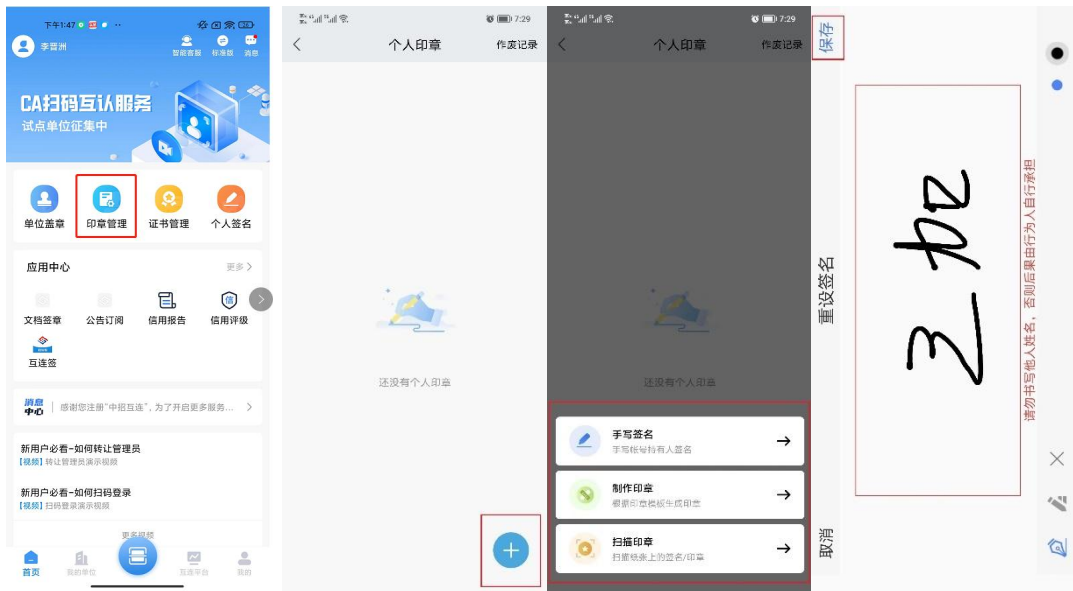 下午1:47
李晋洲
智能客服 标准版 消息
CA扫码互认服务
试点单位征集中
单位盖章 印章管理 证书管理 个人签名
应用中心 更多
文档签章 公告订阅 信用报告 信用评级
互连签
消息中心 感谢您注册“中招互连”, 为了开启更多服务...
新用户必看-如何转让管理员
【视频】转让管理员演示视频
新用户必看-如何扫码登录
【视频】扫码登录演示视频
更多视频
首页 我的单位 互连平台 我的
7:29
个人印章 作废记录
还没有个人印章
7:29
个人印章 作废记录
还没有个人印章
手写签名
手写帐号持有人签名
制作印章
根据印章模板生成印章
扫描印章
扫描纸张上的签名/印章
保存
重设签名
取消
请勿书写他人姓名，否则后果由行为人自行承担